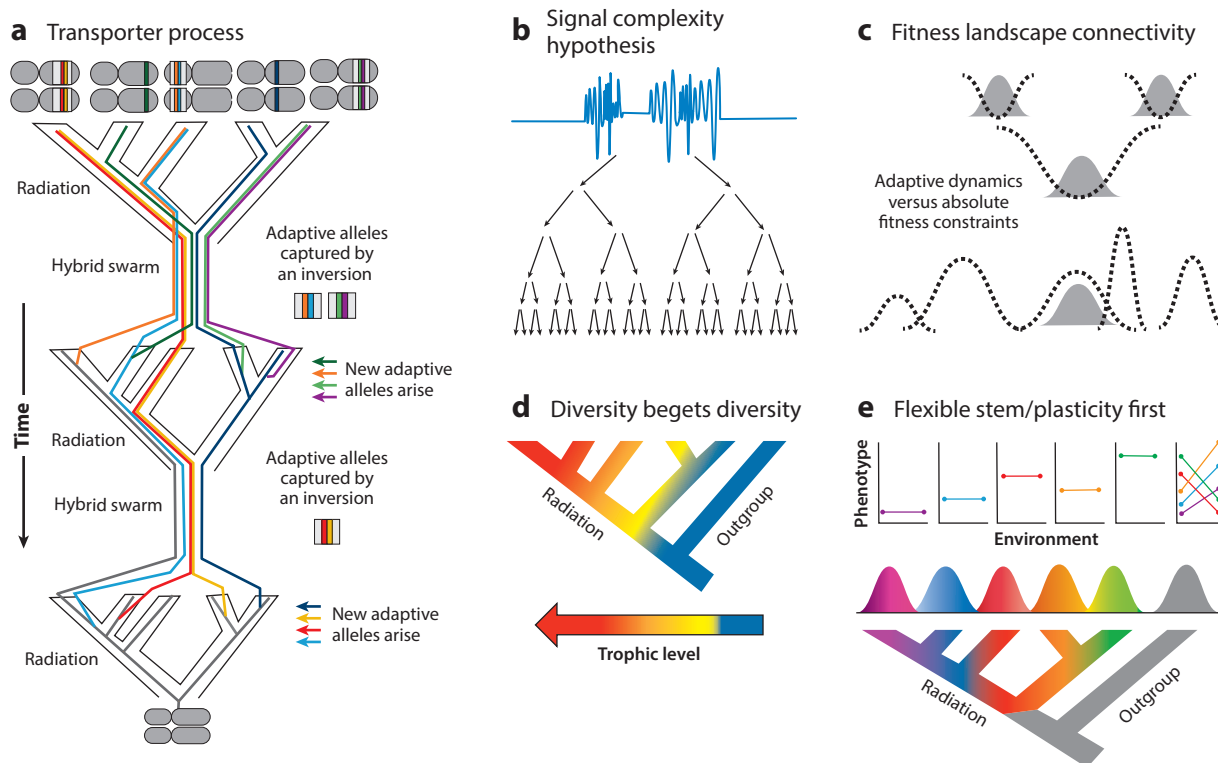 a Transporter process
Radiation
Hybrid swarm
Adaptive alleles
captured by
an inversion
New adaptive
alleles arise
Time
Radiation
Hybrid swarm
Adaptive alleles
captured by
an inversion
New adaptive
alleles arise
Radiation
b Signal complexity
hypothesis
c Fitness landscape connectivity
Adaptive dynamics
versus absolute
fitness constraints
d Diversity begets diversity
Radiation
Outgroup
Trophic level
e Flexible stem/plasticity first
Phenotype
Environment
Radiation
Outgroup